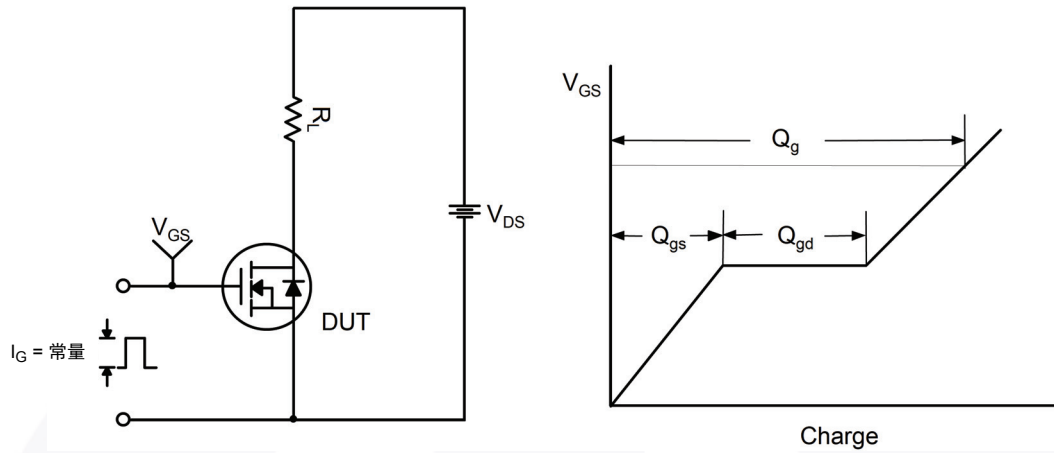 R_L
V_DS
V_GS
DUT
I_G = 常量
V_GS
Q_g
Q_gs
Q_gd
Charge